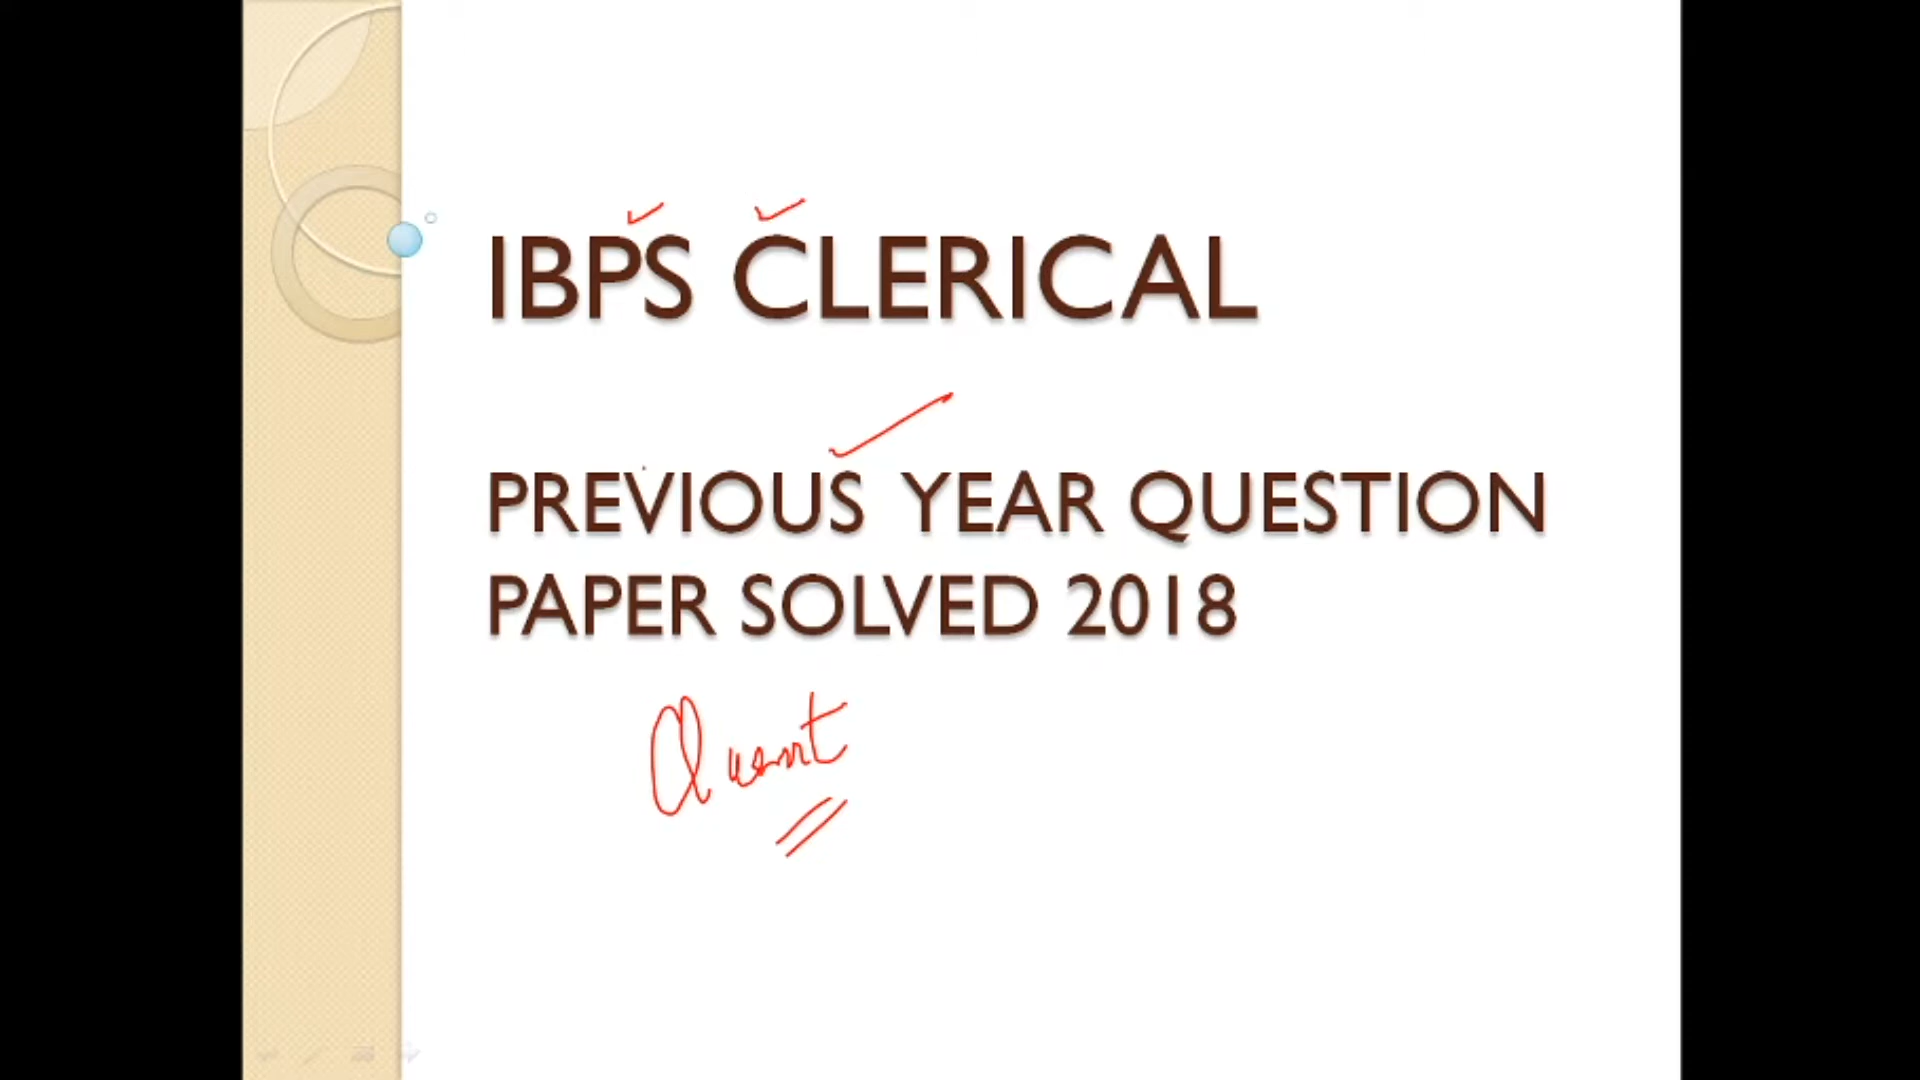 IBPS CLERICAL
PREVIOUS YEAR QUESTION
PAPER SOLVED 2018
Quant